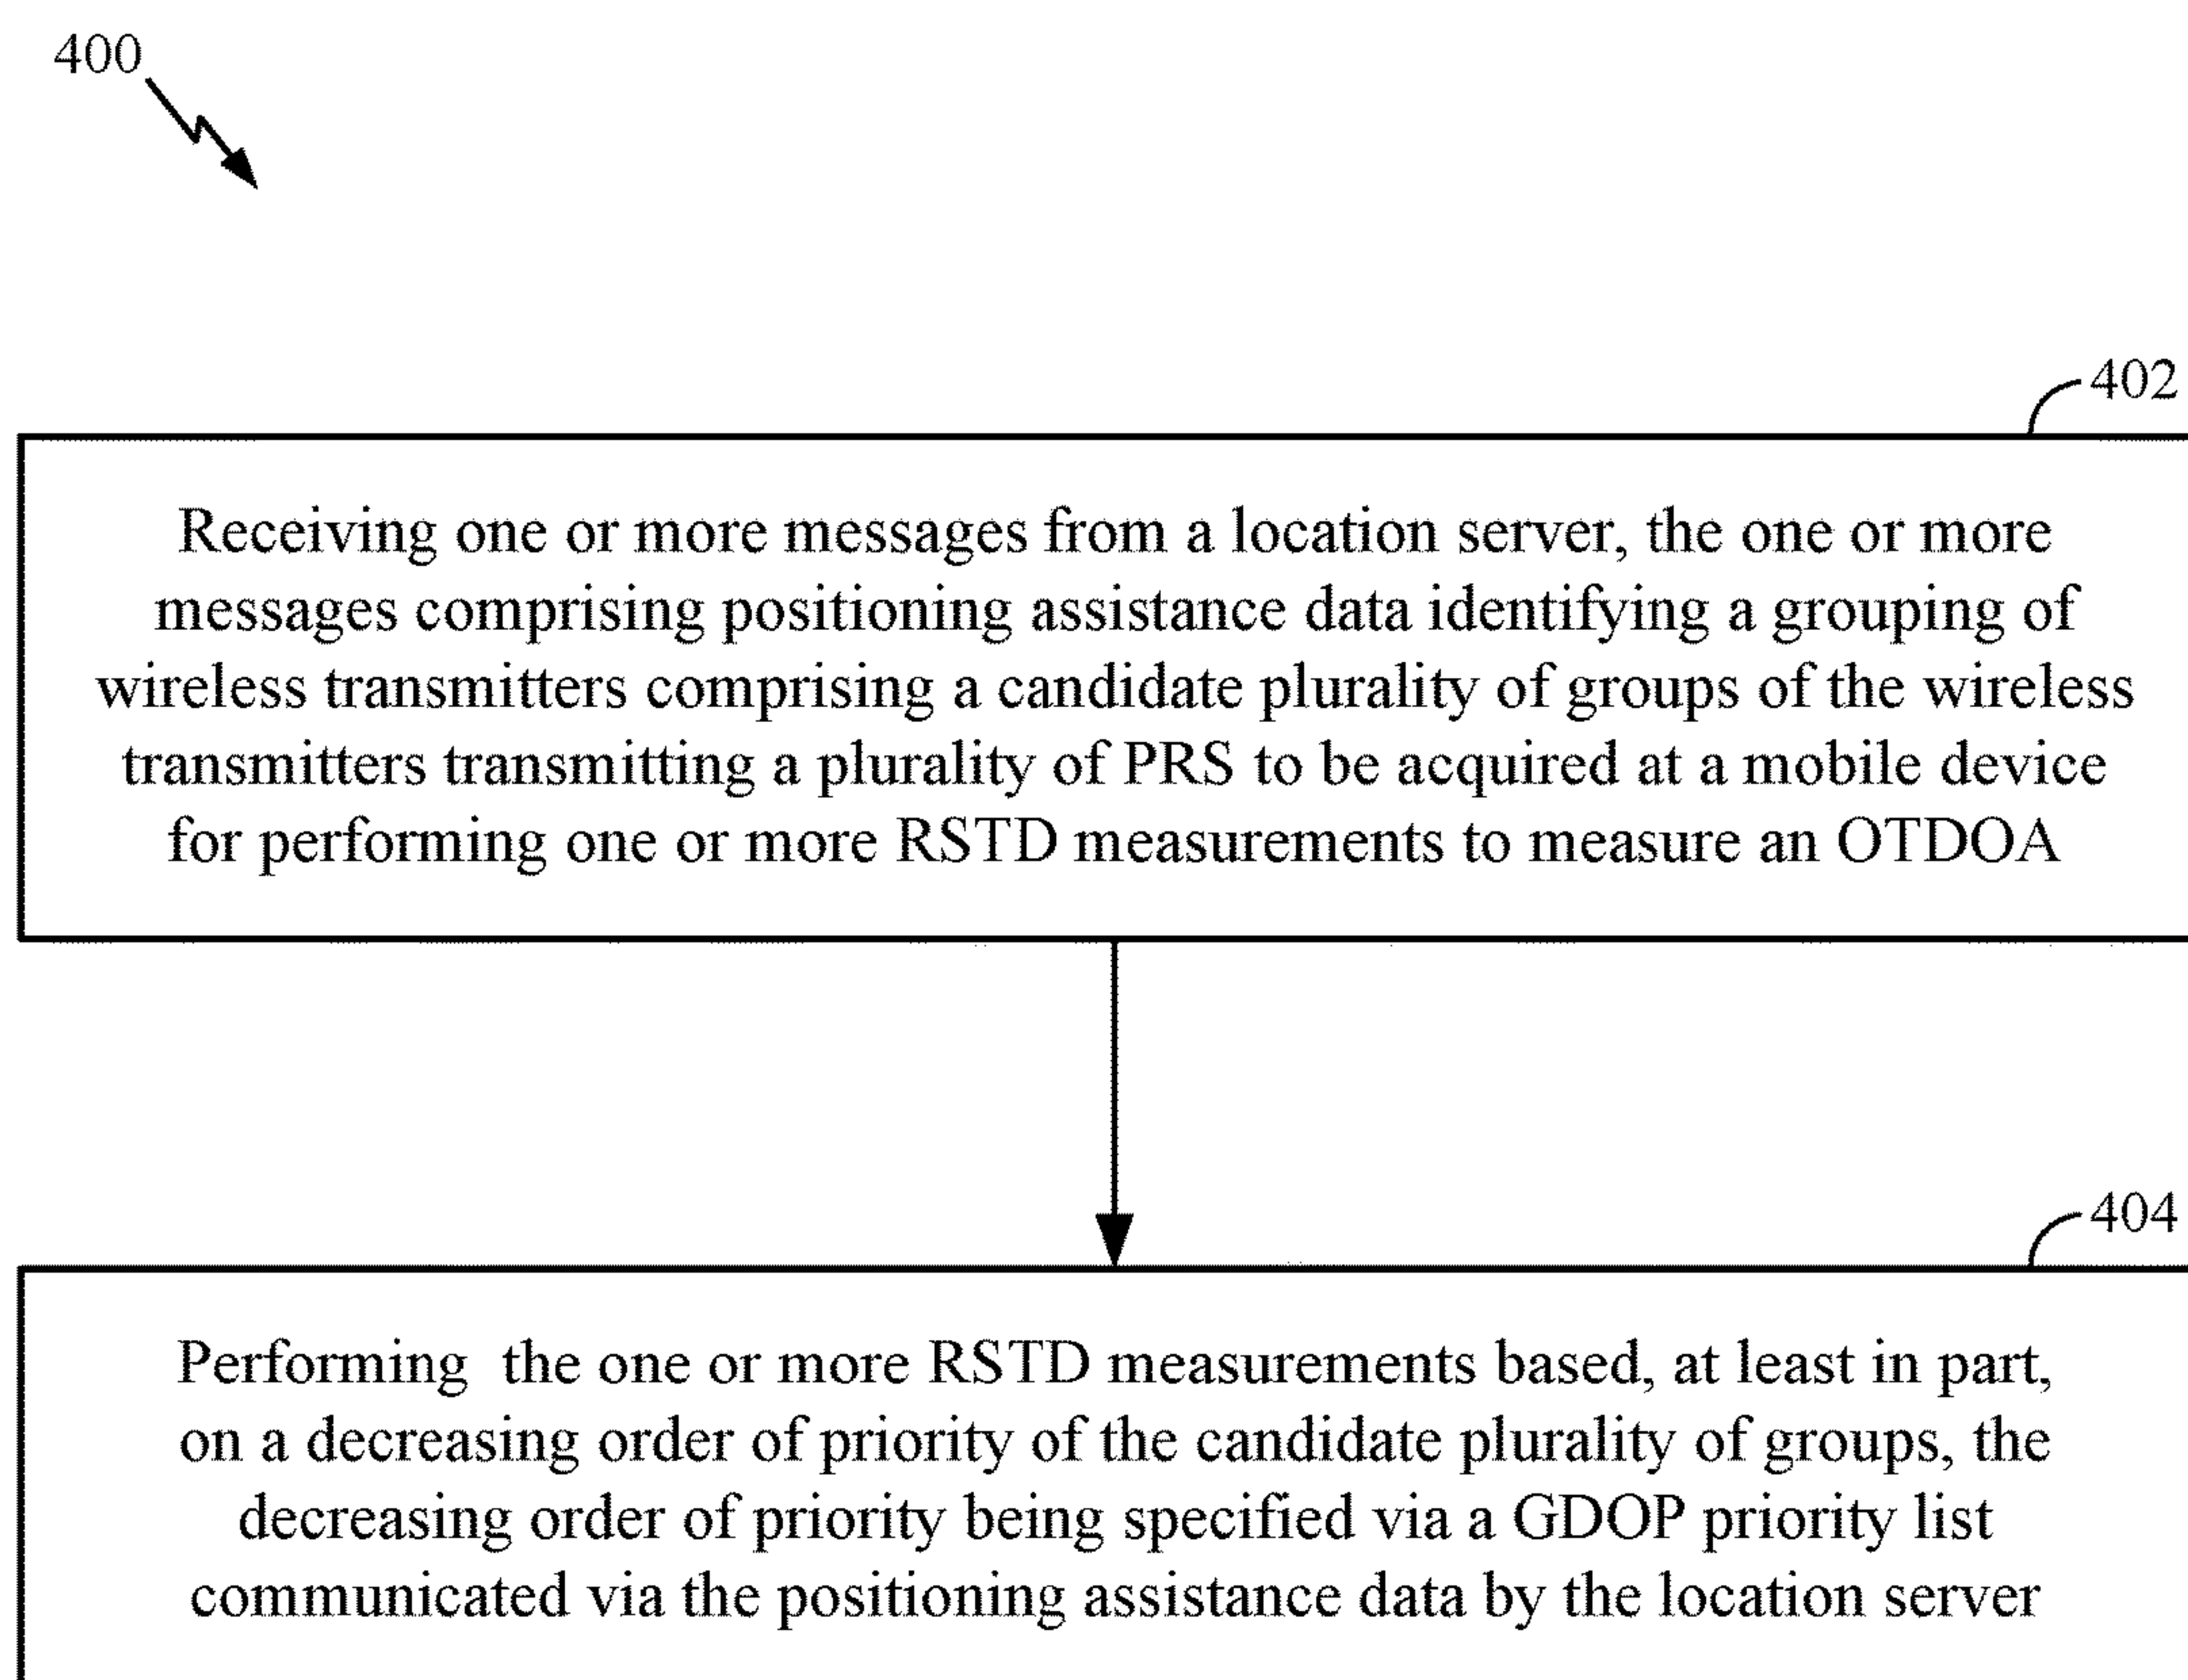 400
402
Receiving one or more messages from a location server, the one or more
messages comprising positioning assistance data identifying a grouping of
wireless transmitters comprising a candidate plurality of groups of the wireless
transmitters transmitting a plurality of PRS to be acquired at a mobile device
for performing one or more RSTD measurements to measure an OTDOA
404
Performing the one or more RSTD measurements based, at least in part,
on a decreasing order of priority of the candidate plurality of groups, the
decreasing order of priority being specified via a GDOP priority list
communicated via the positioning assistance data by the location server